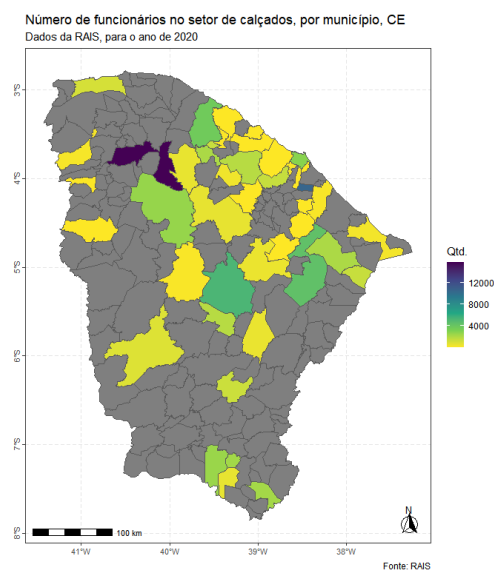 Número de funcionários no setor de calçados, por município, CE
Dados da RAIS, para o ano de 2020
3°S
4°S
5°S
6°S
7°S
8°S
Qtd.
12000
8000
4000
N
100 km
41°W
40°W
39°W
38°W
Fonte: RAIS